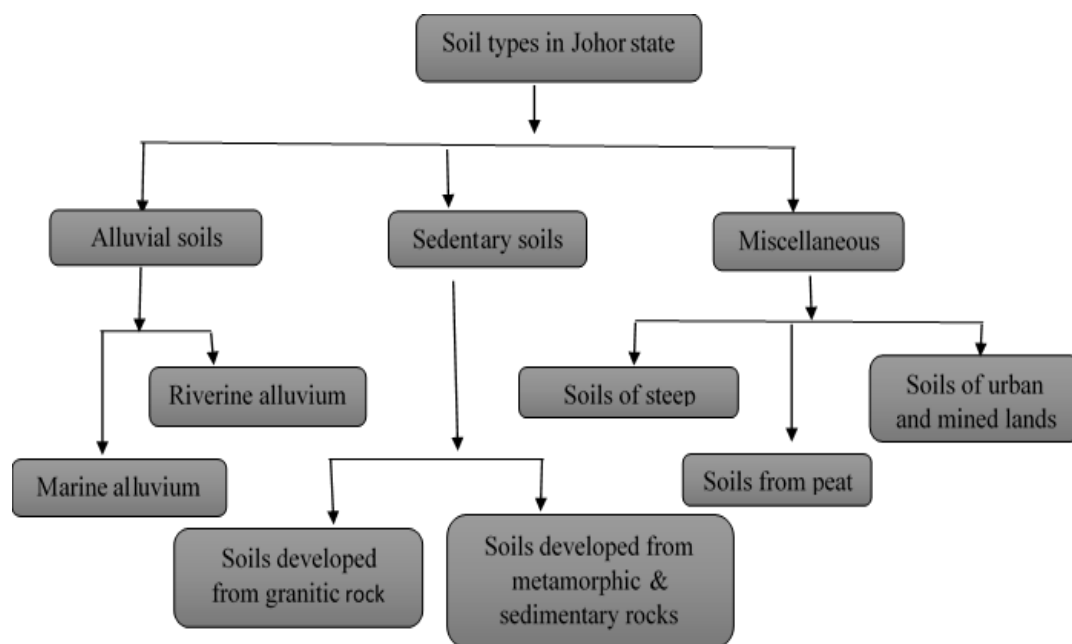 Soil types in Johor state
Alluvial soils
Sedentary soils
Miscellaneous
Riverine alluvium
Soils of steep
Soils of urban
and mined lands
Marine alluvium
Soils from peat
Soils developed
from granitic rock
Soils developed from
metamorphic &
sedimentary rocks